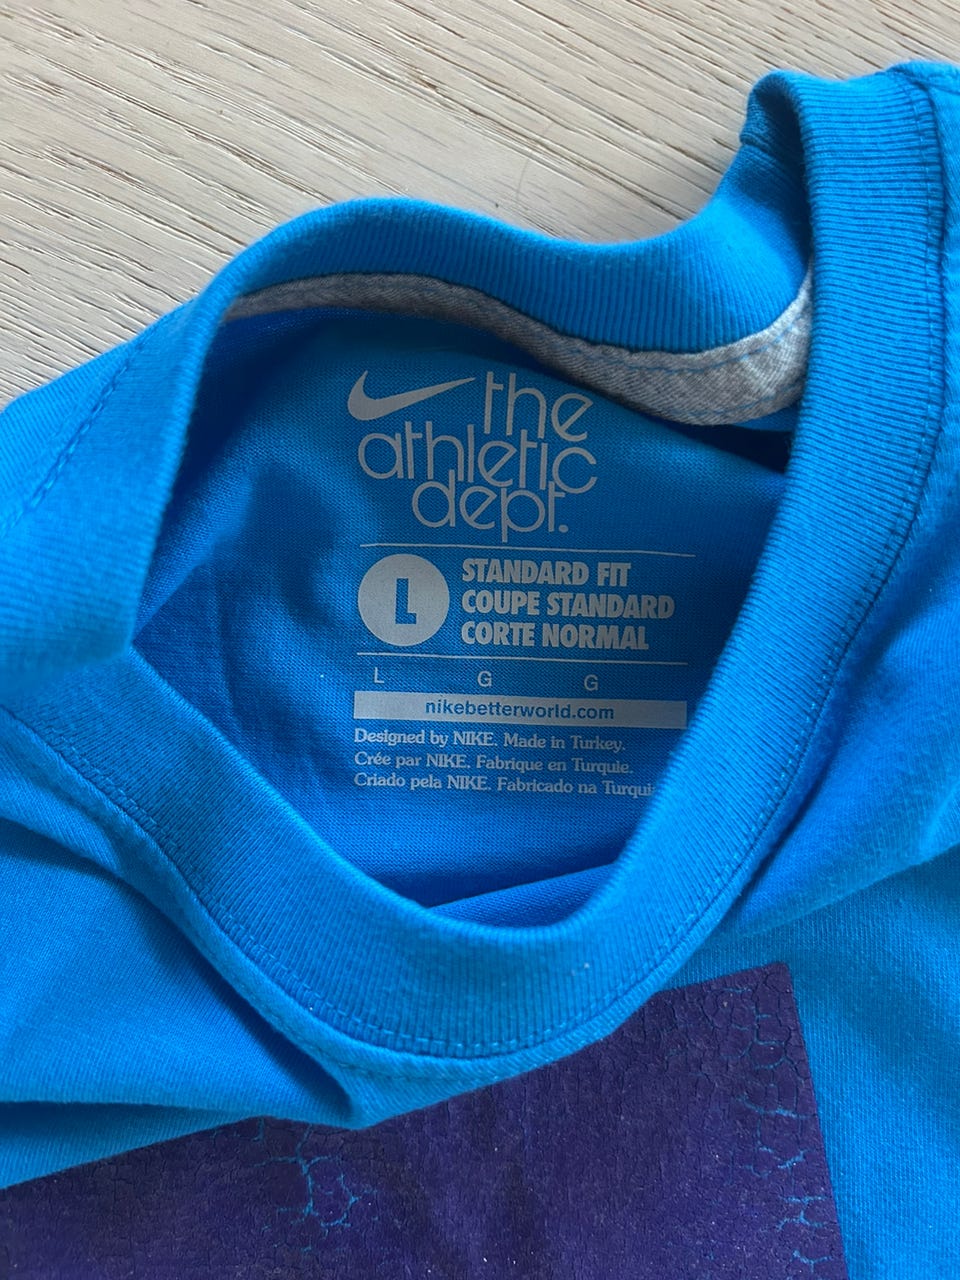 the
athletic
dept.
L
STANDARD FIT
COUPE STANDARD
CORTE NORMAL
L G G
nikebetterworld.com
Designed by NIKE. Made in Turkey.
Crée par NIKE. Fabrique en Turquie.
Criado pela NIKE. Fabricado na Turqui